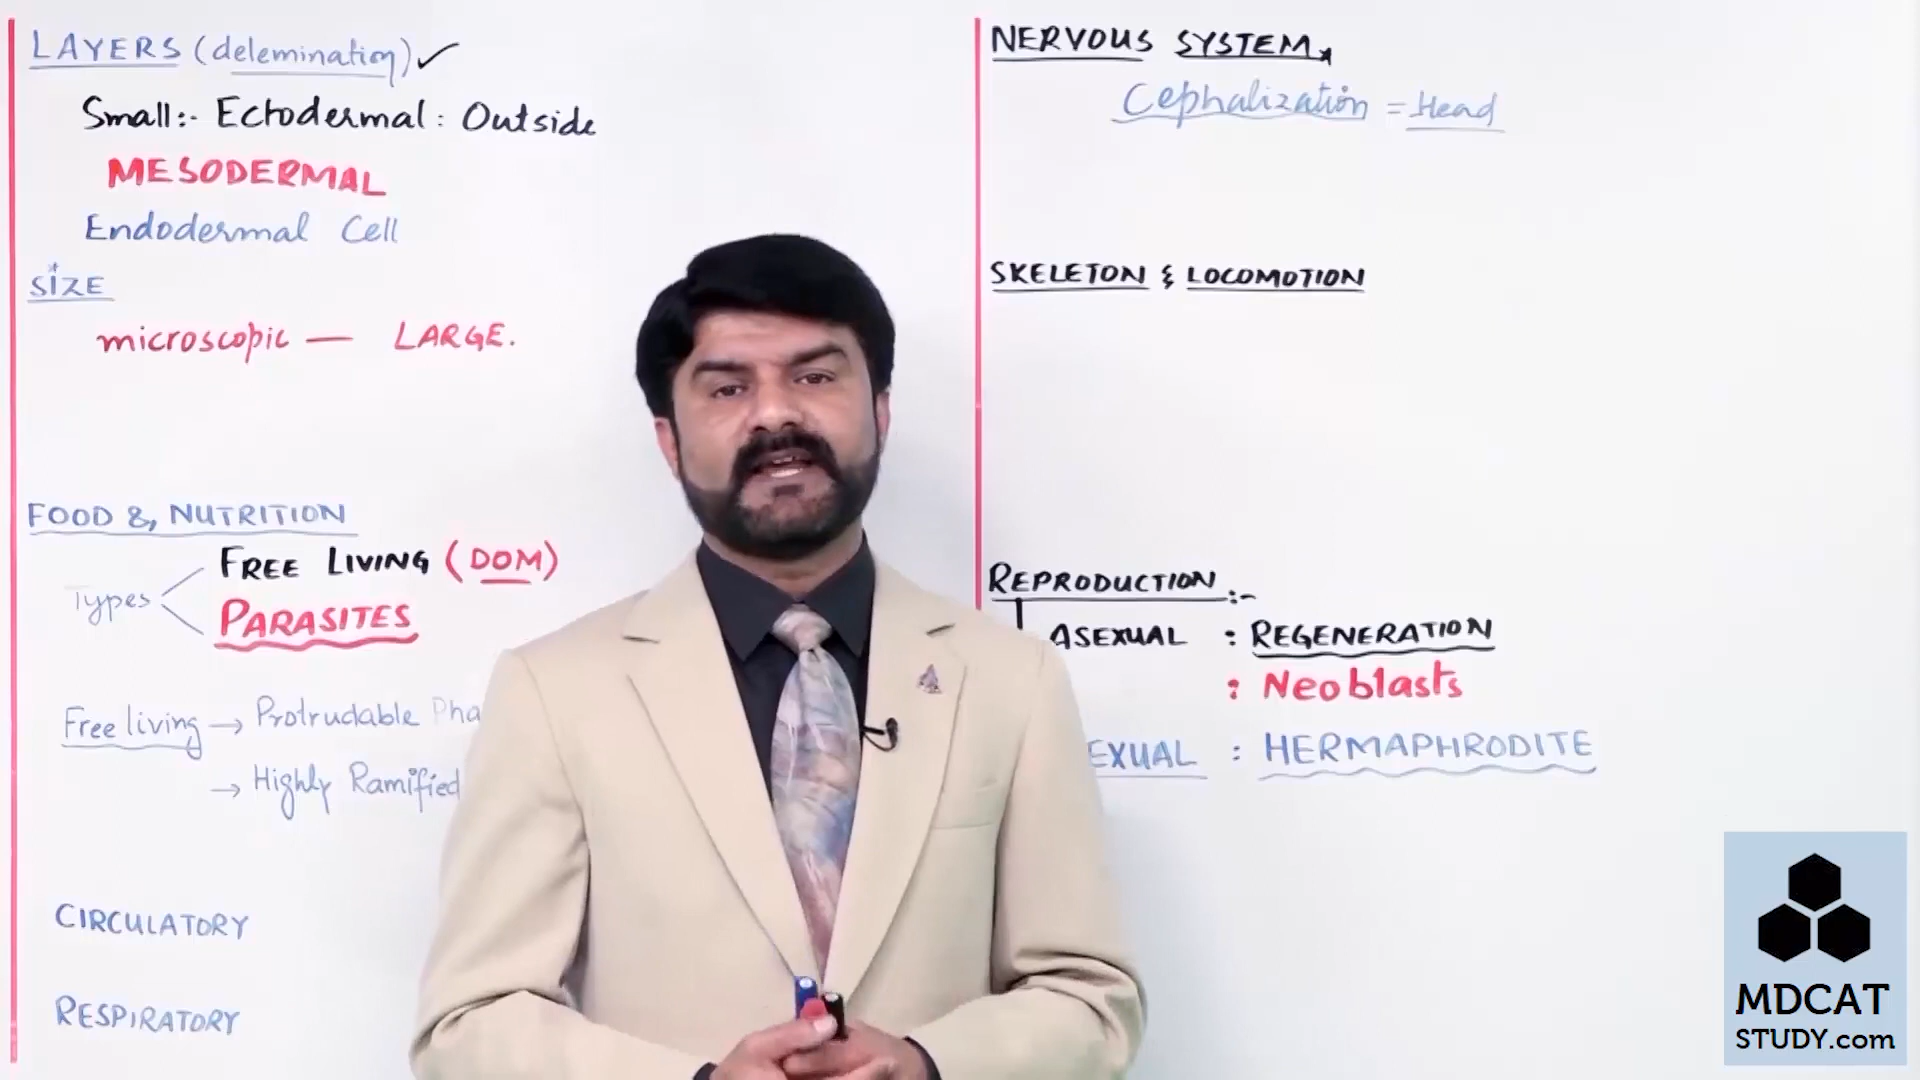 LAYERS (delemination) ✓
Small:- Ectodermal : Outside
MESODERMAL
Endodermal Cell
SIZE
microscopic — LARGE.
FOOD &, NUTRITION
Types
FREE LIVING (DOM)
PARASITES
Free living → Protrudable Pha
→ Highly Ramified
CIRCULATORY
RESPIRATORY
NERVOUS SYSTEM
Cephalization = Head
SKELETON & LOCOMOTION
REPRODUCTION :-
ASEXUAL : REGENERATION
: Neoblasts
EXUAL : HERMAPHRODITE
MDCAT
STUDY.com